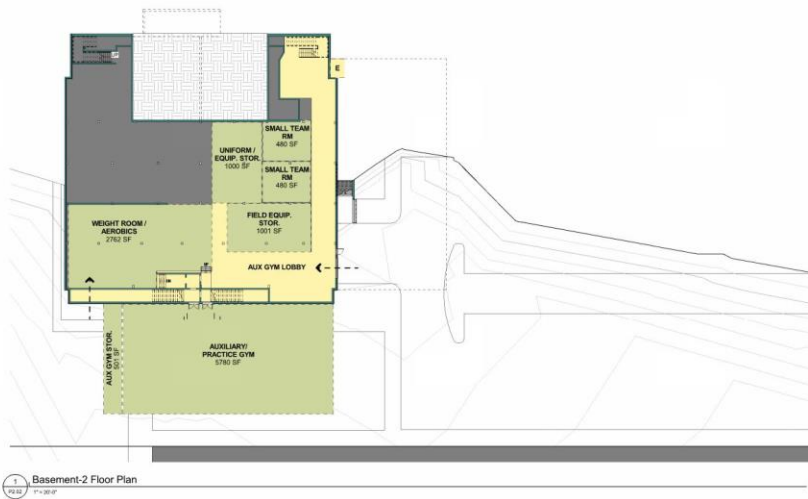 E
SMALL TEAM
RM
480 SF
UNIFORM /
EQUIP. STOR.
1000 SF
SMALL TEAM
RM
480 SF
WEIGHT ROOM /
AEROBICS
2762 SF
FIELD EQUIP.
STOR.
1001 SF
AUX GYM LOBBY
AUX GYM STOR.
501 SF
AUXILIARY/
PRACTICE GYM
5780 SF
1
Basement-2 Floor Plan